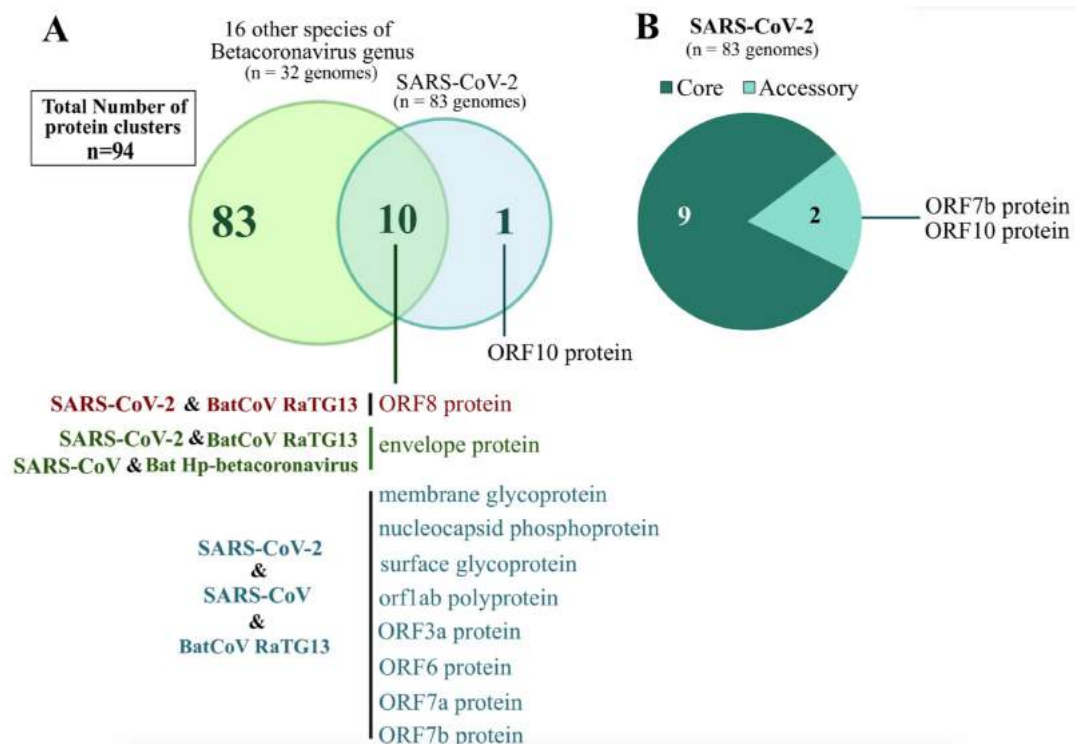 A
16 other species of
Betacoronavirus genus
(n = 32 genomes)
SARS-CoV-2
(n = 83 genomes)
Total Number of
protein clusters
n=94
83
10
1
ORF10 protein
SARS-CoV-2 & BatCoV RaTG13
ORF8 protein
SARS-CoV-2 &BatCoV RaTG13
SARS-CoV &Bat Hp-betacoronavirus
envelope protein
SARS-CoV-2
&
SARS-CoV
&
BatCoV RaTG13
membrane glycoprotein
nucleocapsid phosphoprotein
surface glycoprotein
orf1ab polyprotein
ORF3a protein
ORF6 protein
ORF7a protein
ORF7b protein
B
SARS-CoV-2
(n = 83 genomes)
Core
Accessory
9
2
ORF7b protein
ORF10 protein